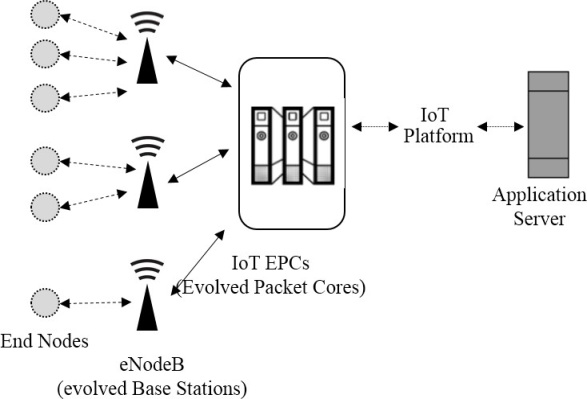 IoT
Platform
Application
Server
IoT EPCs
(Evolved Packet Cores)
End Nodes
eNodeB
(evolved Base Stations)